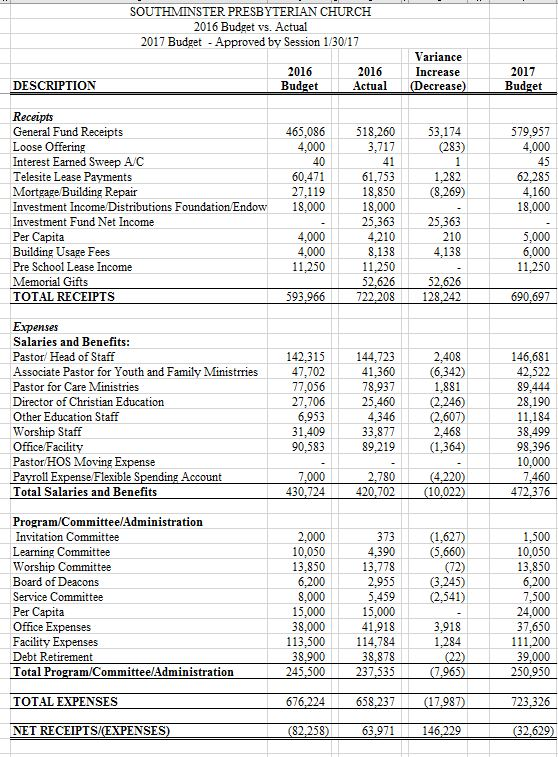 SOUTHMINSTER PRESBYTERIAN CHURCH
2016 Budget vs. Actual
2017 Budget - Approved by Session 1/30/17
Variance
2016 2016 Increase 2017
DESCRIPTION Budget Actual (Decrease) Budget
Receipts
General Fund Receipts 465,086 518,260 53,174 579,957
Loose Offering 4,000 3,717 (283) 4,000
Interest Earned Sweep A/C 40 41 1 45
Telesite Lease Payments 60,471 61,753 1,282 62,285
Mortgage/Building Repair 27,119 18,850 (8,269) 4,160
Investment Income/Distributions Foundation/Endow 18,000 18,000 - 18,000
Investment Fund Net Income - 25,363 25,363 -
Per Capita 4,000 4,210 210 5,000
Building Usage Fees 4,000 8,138 4,138 6,000
Pre School Lease Income 11,250 11,250 - 11,250
Memorial Gifts 52,626 52,626
TOTAL RECEIPTS 593,966 722,208 128,242 690,697
Expenses
Salaries and Benefits:
Pastor/ Head of Staff 142,315 144,723 2,408 146,681
Associate Pastor for Youth and Family Ministrries 47,702 41,360 (6,342) 42,522
Pastor for Care Ministries 77,056 78,937 1,881 89,444
Director of Christian Education 27,706 25,460 (2,246) 28,190
Other Education Staff 6,953 4,346 (2,607) 11,184
Worship Staff 31,409 33,877 2,468 38,499
Office/Facility 90,583 89,219 (1,364) 98,396
Pastor/HOS Moving Expense - - - 10,000
Payroll Expense/Flexible Spending Account 7,000 2,780 (4,220) 7,460
Total Salaries and Benefits 430,724 420,702 (10,022) 472,376
Program/Committee/Administration
Invitation Committee 2,000 373 (1,627) 1,500
Learning Committee 10,050 4,390 (5,660) 10,050
Worship Committee 13,850 13,778 (72) 13,850
Board of Deacons 6,200 2,955 (3,245) 6,200
Service Committee 8,000 5,459 (2,541) 7,500
Per Capita 15,000 15,000 - 24,000
Office Expenses 38,000 41,918 3,918 37,650
Facility Expenses 113,500 114,784 1,284 111,200
Debt Retirement 38,900 38,878 (22) 39,000
Total Program/Committee/Administration 245,500 237,535 (7,965) 250,950
TOTAL EXPENSES 676,224 658,237 (17,987) 723,326
NET RECEIPTS/(EXPENSES) (82,258) 63,971 146,229 (32,629)